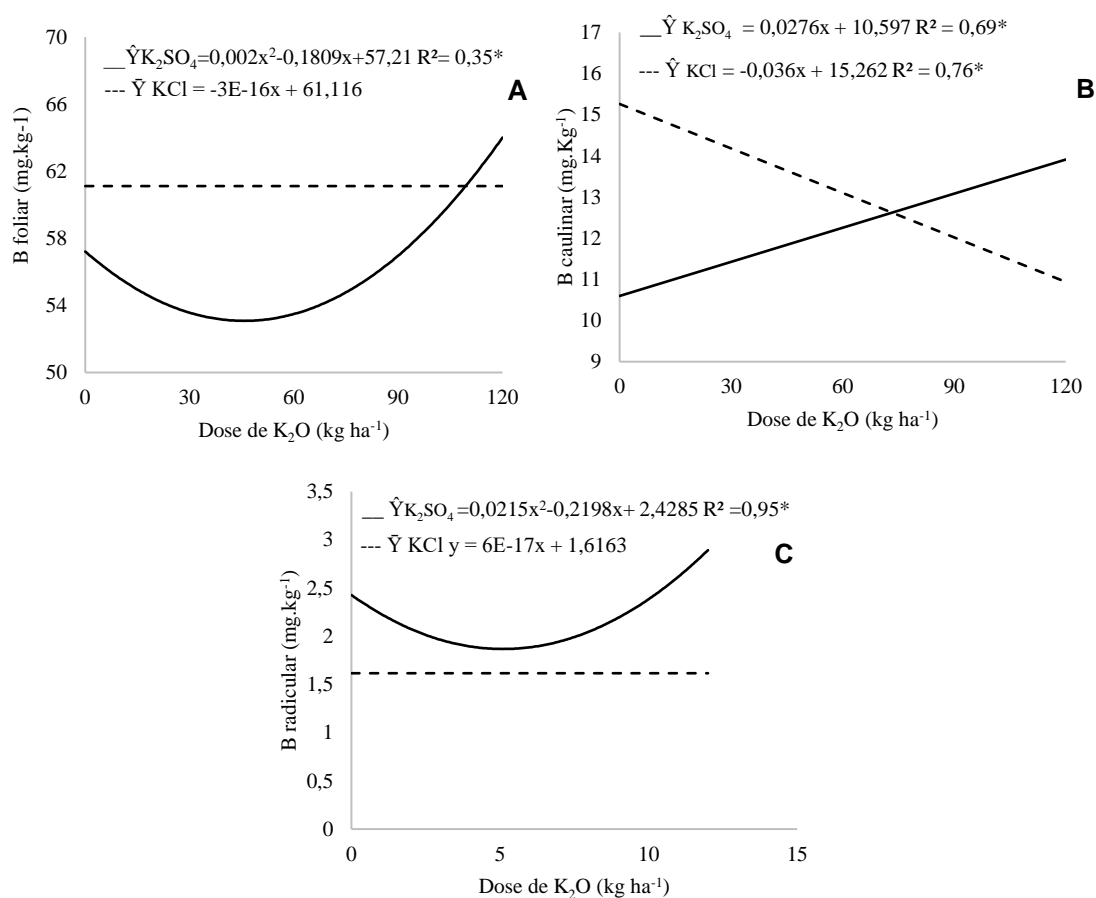 __ŶK₂SO₄=0,002x²-0,1809x+57,21 R²= 0,35*
--- Ȳ KCl = -3E-16x + 61,116
A
B foliar (mg.kg-1)
70
66
62
58
54
50
0 30 60 90 120
Dose de K₂O (kg ha⁻¹)
__Ŷ K₂SO₄ = 0,0276x + 10,597 R² = 0,69*
--- Ŷ KCl = -0,036x + 15,262 R² = 0,76*
B
B caulinar (mg.Kg⁻¹)
17
16
15
14
13
12
11
10
9
0 30 60 90 120
Dose de K₂O (kg ha⁻¹)
__ ŶK₂SO₄ =0,0215x²-0,2198x+ 2,4285 R² =0,95*
--- Ȳ KCl y = 6E-17x + 1,6163
C
B radicular (mg.kg⁻¹)
3,5
3
2,5
2
1,5
1
0,5
0
0 5 10 15
Dose de K₂O (kg ha⁻¹)